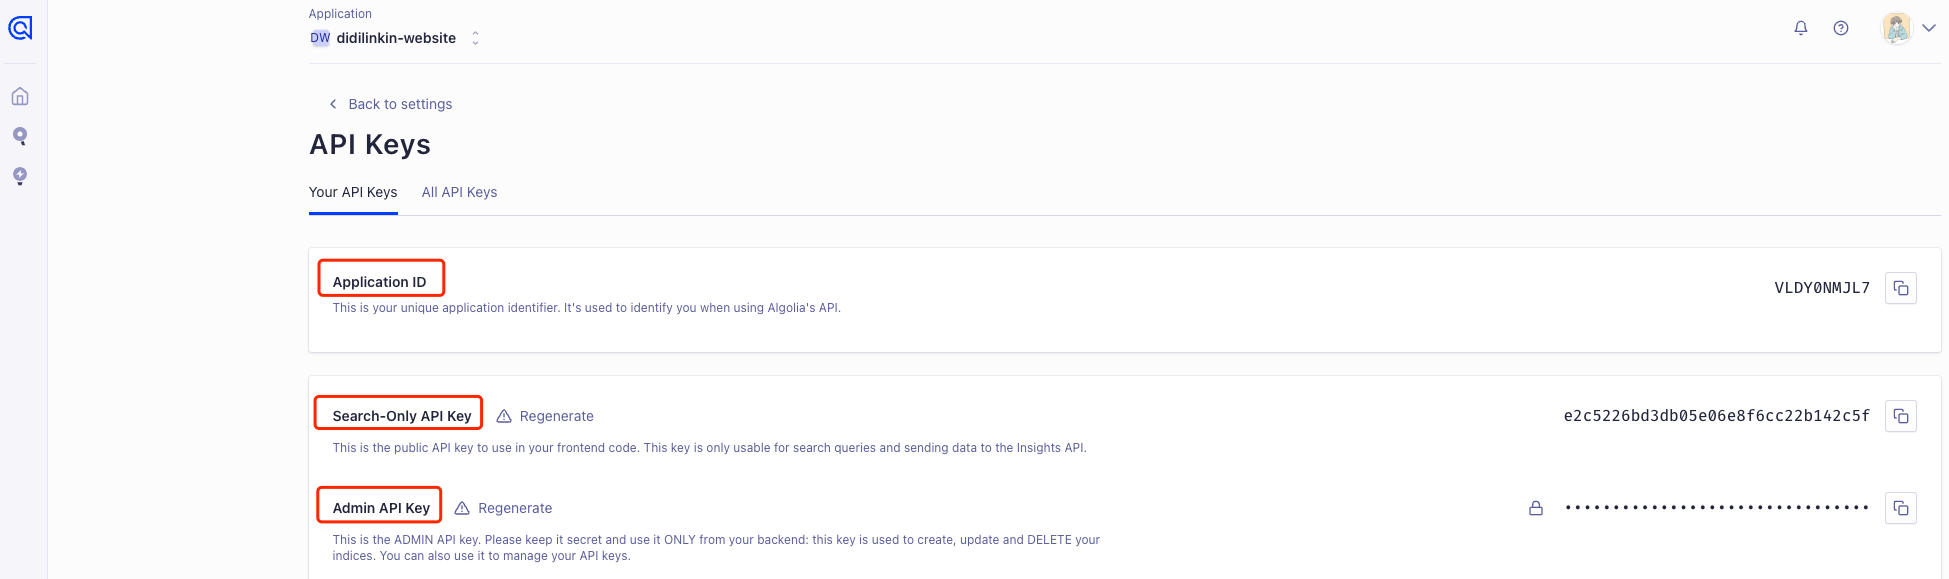 Application
DW didilinkin-website
Back to settings
API Keys
Your API Keys All API Keys
Application ID
VLDY0NMJL7
This is your unique application identifier. It's used to identify you when using Algolia's API.
Search-Only API Key Regenerate
e2c5226bd3db05e06e8f6cc22b142c5f
This is the public API key to use in your frontend code. This key is only usable for search queries and sending data to the Insights API.
Admin API Key Regenerate
••••••••••••••••••••••••••••••••
This is the ADMIN API key. Please keep it secret and use it ONLY from your backend: this key is used to create, update and DELETE your
indices. You can also use it to manage your API keys.